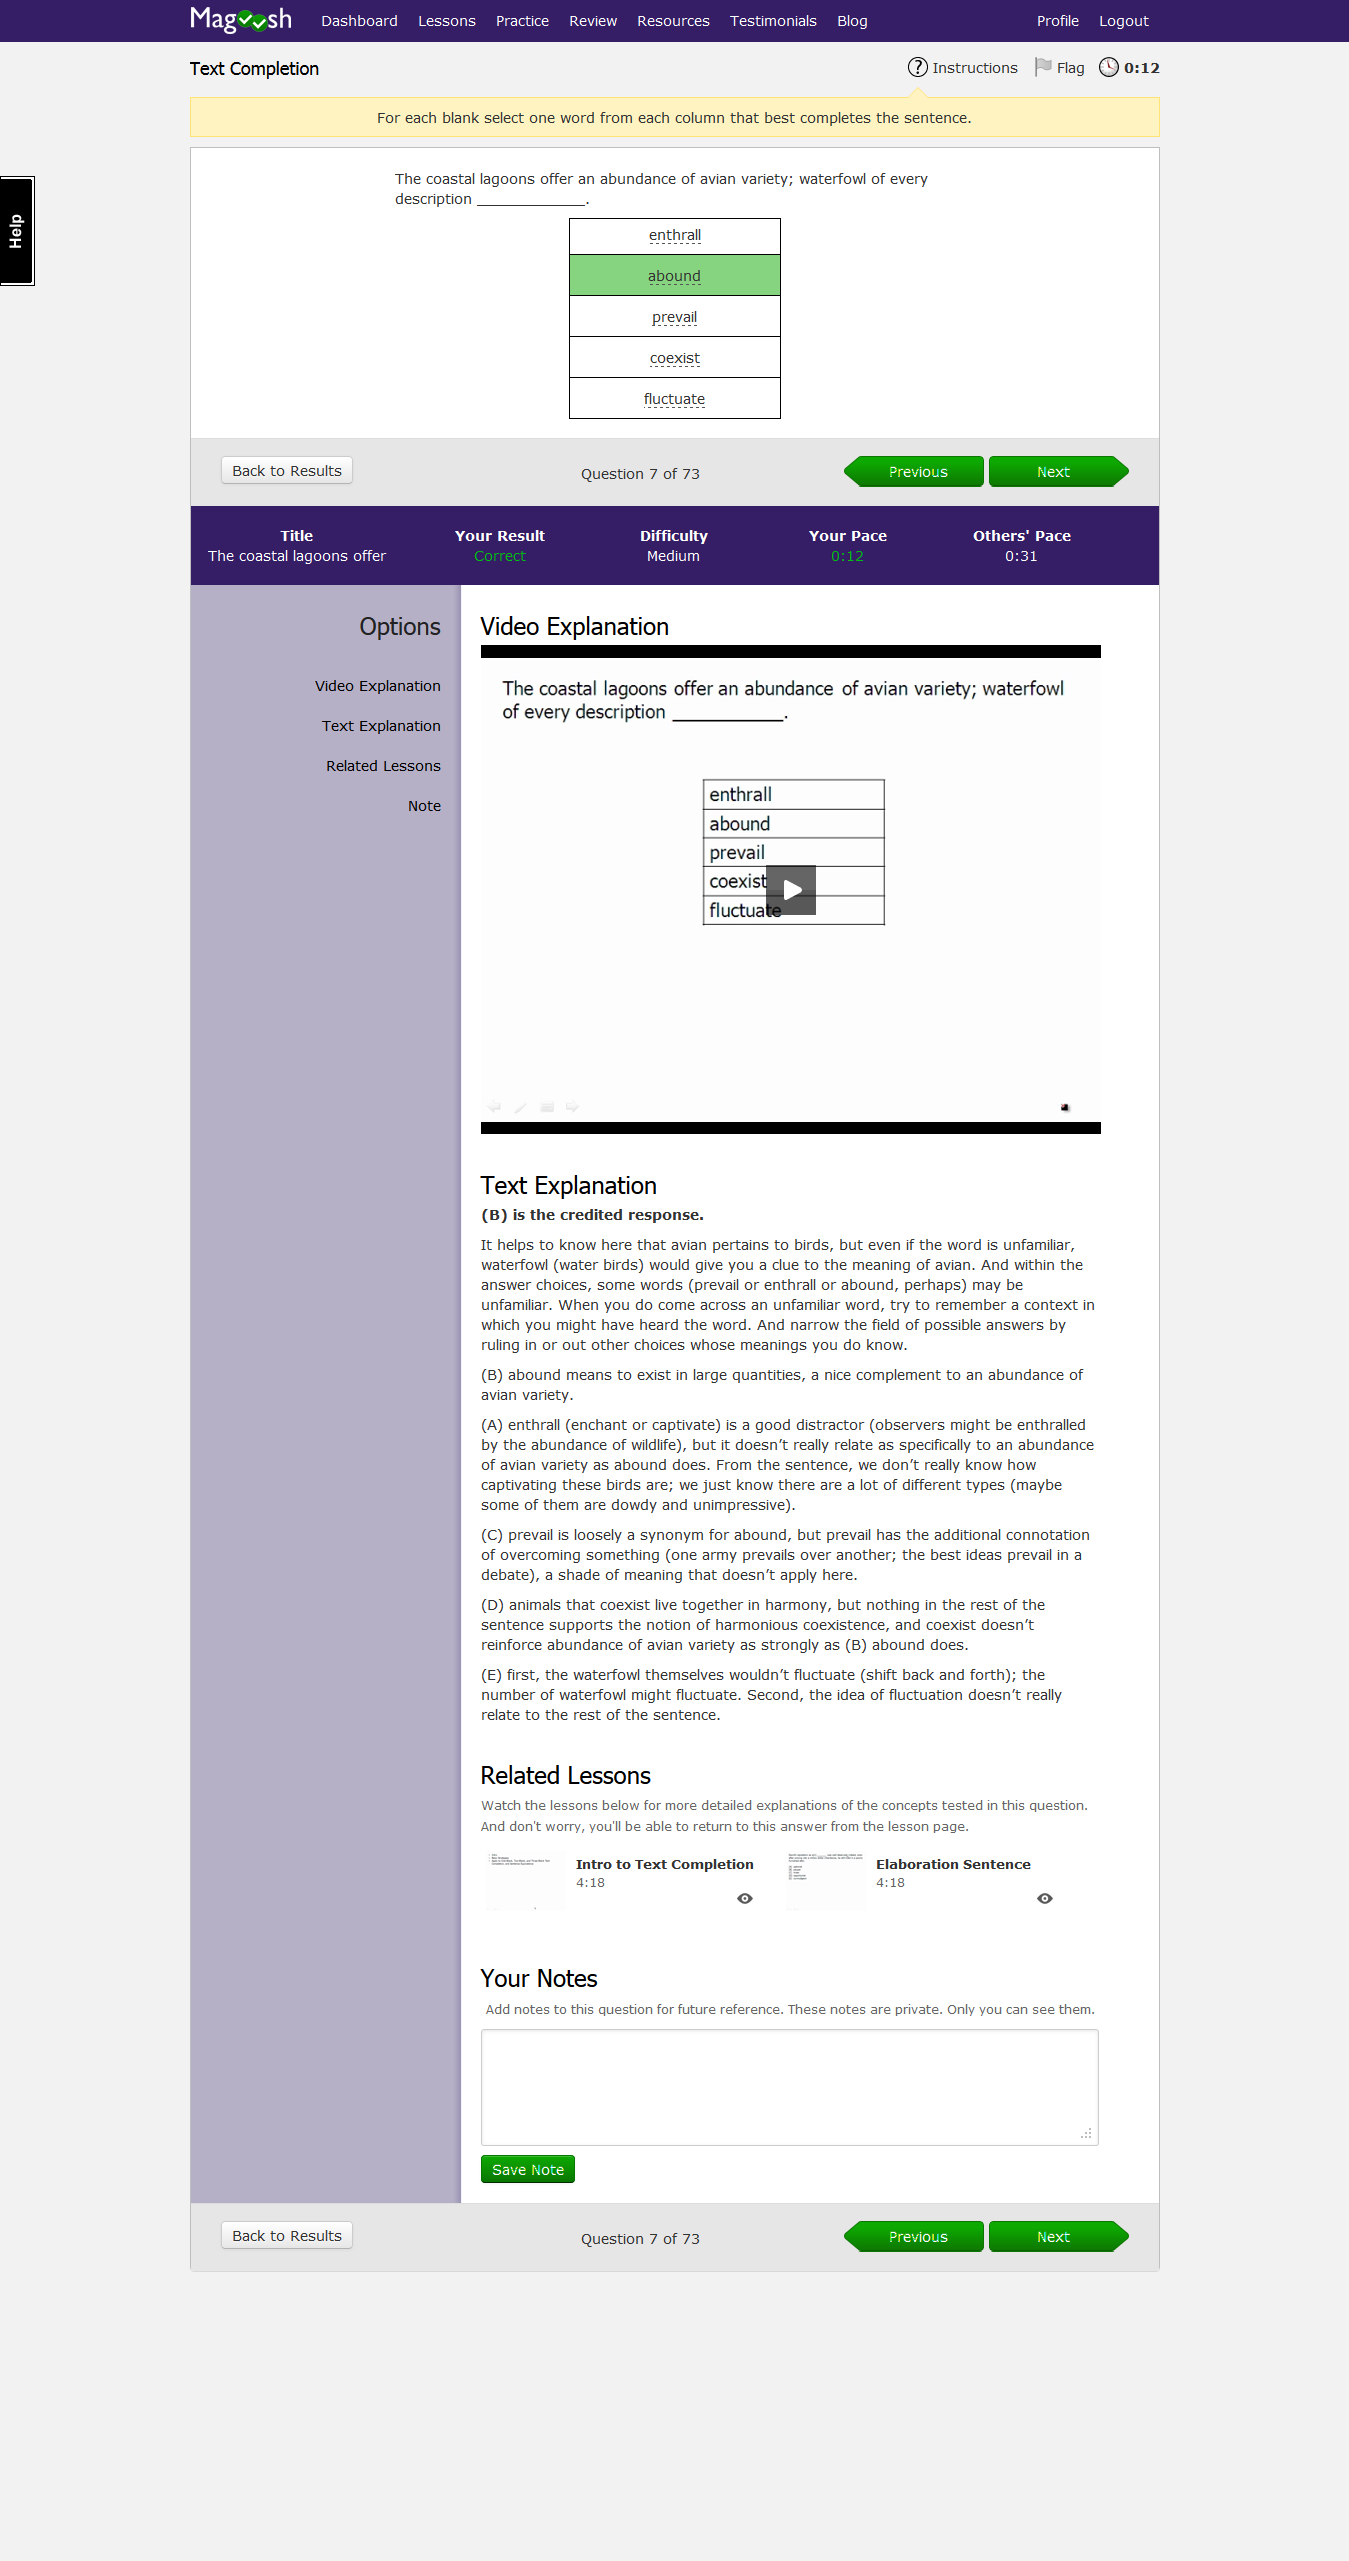 Magoosh Dashboard Lessons Practice Review Resources Testimonials Blog Profile Logout
Text Completion Instructions Flag 0:12
For each blank select one word from each column that best completes the sentence.
Help
The coastal lagoons offer an abundance of avian variety; waterfowl of every
description _____________.
enthrall
abound
prevail
coexist
fluctuate
Back to Results Question 7 of 73 Previous Next
Title Your Result Difficulty Your Pace Others' Pace
The coastal lagoons offer Correct Medium 0:12 0:31
Options
Video Explanation
Text Explanation
Related Lessons
Note
Video Explanation
The coastal lagoons offer an abundance of avian variety; waterfowl
of every description ___________.
enthrall
abound
prevail
coexist
fluctuate
Text Explanation
(B) is the credited response.
It helps to know here that avian pertains to birds, but even if the word is unfamiliar,
waterfowl (water birds) would give you a clue to the meaning of avian. And within the
answer choices, some words (prevail or enthrall or abound, perhaps) may be
unfamiliar. When you do come across an unfamiliar word, try to remember a context in
which you might have heard the word. And narrow the field of possible answers by
ruling in or out other choices whose meanings you do know.
(B) abound means to exist in large quantities, a nice complement to an abundance of
avian variety.
(A) enthrall (enchant or captivate) is a good distractor (observers might be enthralled
by the abundance of wildlife), but it doesn’t really relate as specifically to an abundance
of avian variety as abound does. From the sentence, we don’t really know how
captivating these birds are; we just know there are a lot of different types (maybe
some of them are dowdy and unimpressive).
(C) prevail is loosely a synonym for abound, but prevail has the additional connotation
of overcoming something (one army prevails over another; the best ideas prevail in a
debate), a shade of meaning that doesn’t apply here.
(D) animals that coexist live together in harmony, but nothing in the rest of the
sentence supports the notion of harmonious coexistence, and coexist doesn’t
reinforce abundance of avian variety as strongly as (B) abound does.
(E) first, the waterfowl themselves wouldn’t fluctuate (shift back and forth); the
number of waterfowl might fluctuate. Second, the idea of fluctuation doesn’t really
relate to the rest of the sentence.
Related Lessons
Watch the lessons below for more detailed explanations of the concepts tested in this question.
And don't worry, you'll be able to return to this answer from the lesson page.
Intro to Text Completion
4:18
Elaboration Sentence
4:18
Your Notes
Add notes to this question for future reference. These notes are private. Only you can see them.
Save Note
Back to Results Question 7 of 73 Previous Next